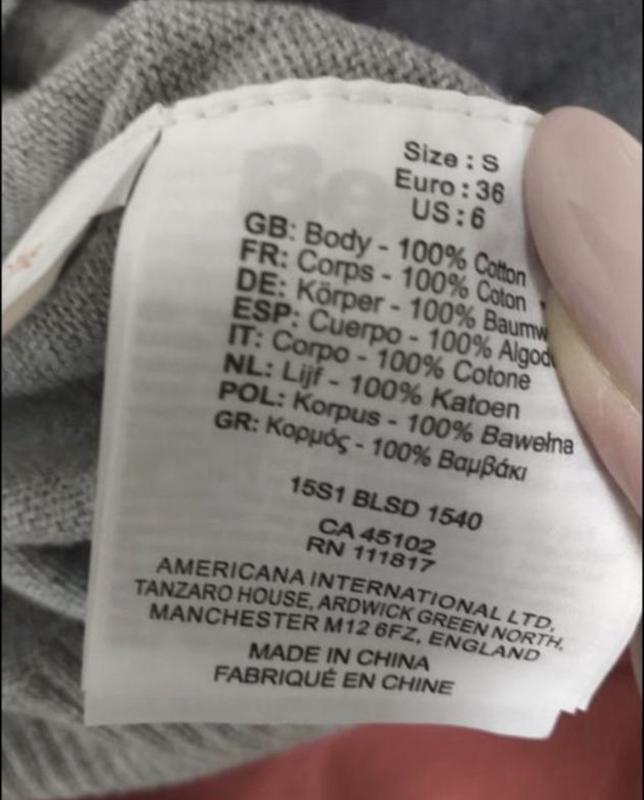 Size : S
Euro : 36
US : 6
GB: Body - 100% Cotton
FR: Corps - 100% Coton
DE: Körper - 100% Baumw
ESP: Cuerpo - 100% Algod
IT: Corpo - 100% Cotone
NL: Lijf - 100% Katoen
POL: Korpus - 100% Bawełna
GR: Κορμός - 100% Βαμβάκι
15S1 BLSD 1540
CA 45102
RN 111817
AMERICANA INTERNATIONAL LTD,
TANZARO HOUSE, ARDWICK GREEN NORTH,
MANCHESTER M12 6FZ, ENGLAND
MADE IN CHINA
FABRIQUÉ EN CHINE